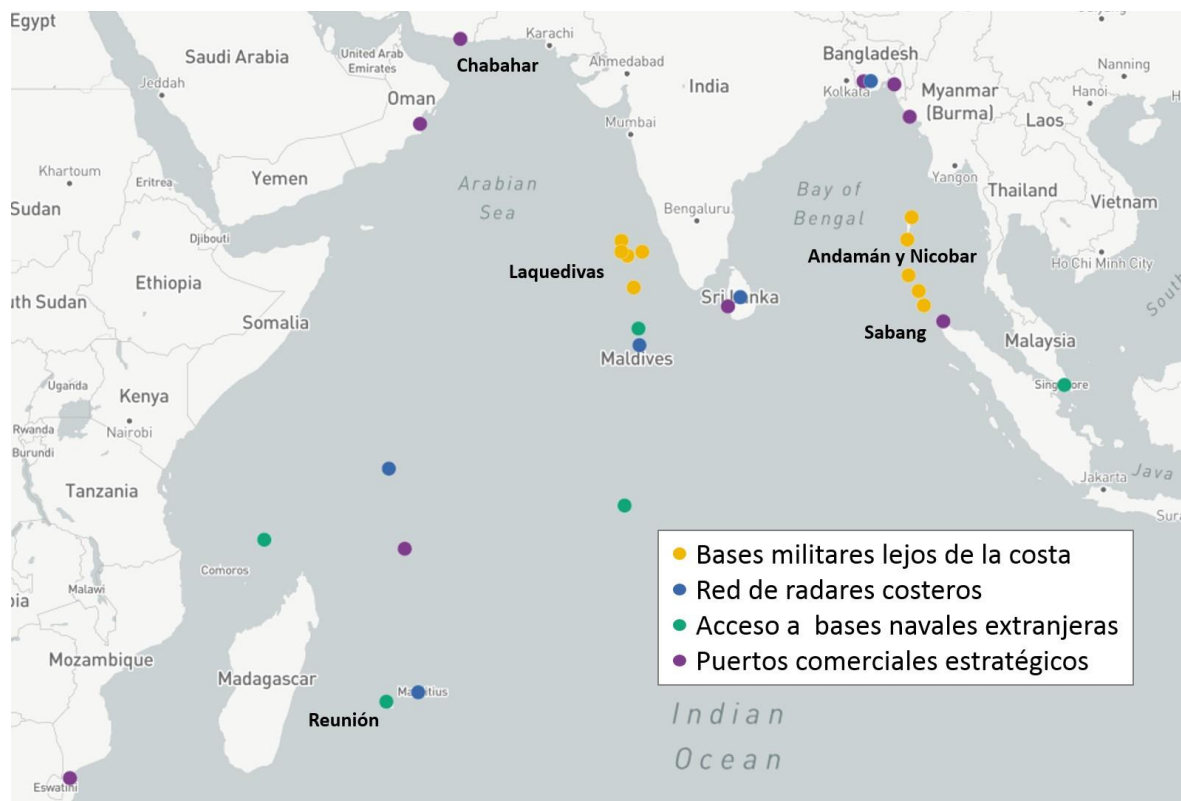 Egypt
Saudi Arabia
Jeddah
United Arab
Emirates
Oman
Chabahar
Karachi
Ahmedabad
India
Mumbai
Bangladesh
Kolkata
Myanmar
(Burma)
Nanning
Hanoi
Laos
Yangon
Thailand
Vietnam
Khartoum
Eritrea
Yemen
Sudan
Djibouti
Arabian
Sea
Bengaluru
Bay of
Bengal
Andamán y Nicobar
Ho Chi Minh City
South
Ethiopia
uth Sudan
Somalia
Laquedivas
Sri Lanka
Sabang
Malaysia
Maldives
Singapore
Uganda
Kenya
Rwanda
Nairobi
Burundi
Tanzania
Jakarta
Java
Sura
Comoros
Malawi
bia
Mozambique
Madagascar
Mauritius
Reunión
Eswatini
Bases militares lejos de la costa
Red de radares costeros
Acceso a  bases navales extranjeras
Puertos comerciales estratégicos
Indian
Ocean